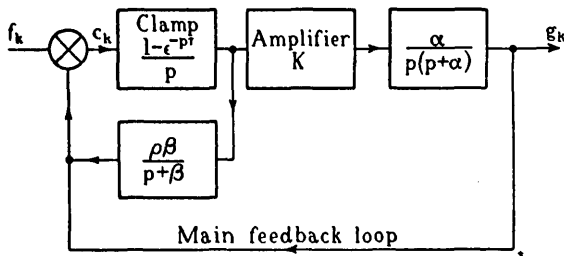 f_k
c_k
Clamp
1-ε^{-pτ}
p
Amplifier
K
α
p(p+α)
g_k
ρβ
p+β
Main feedback loop